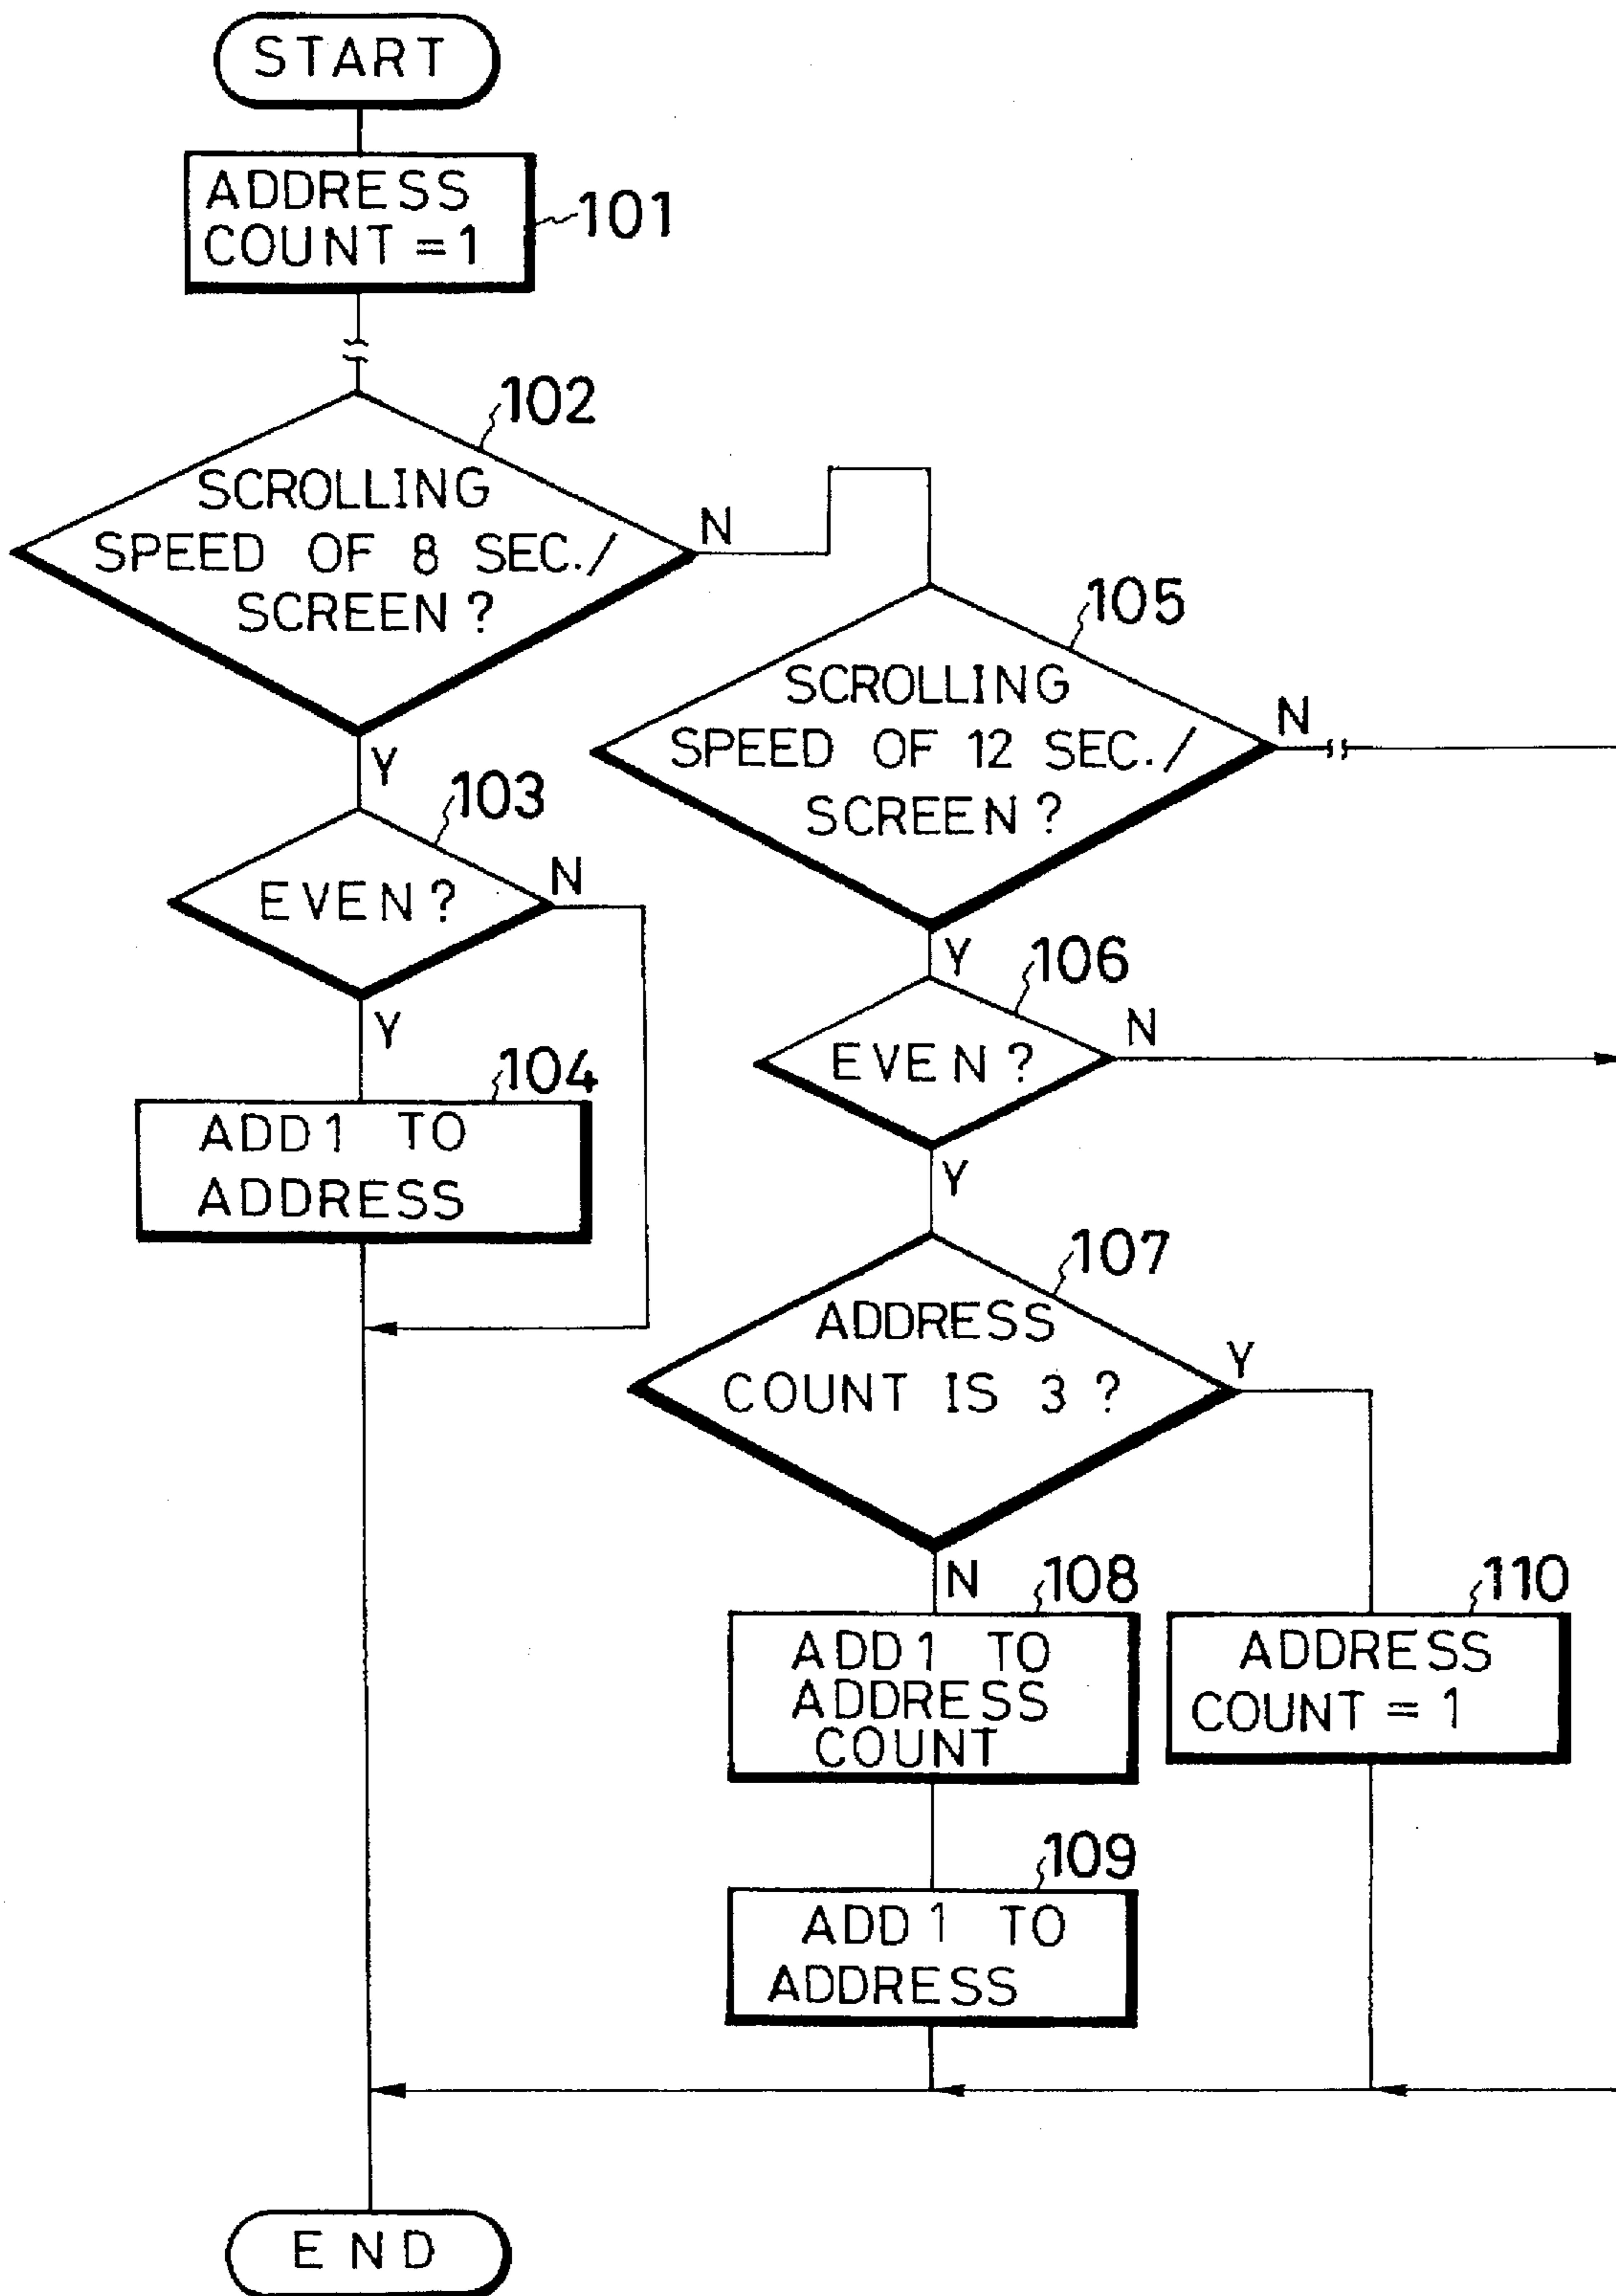 START
ADDRESS
COUNT = 1
101
102
SCROLLING
SPEED OF 8 SEC./
SCREEN ?
N
Y
103
EVEN ?
N
Y
104
ADD 1 TO
ADDRESS
105
SCROLLING
SPEED OF 12 SEC./
SCREEN ?
N
Y
106
EVEN ?
N
Y
107
ADDRESS
COUNT IS 3 ?
Y
N
108
ADD 1 TO
ADDRESS
COUNT
110
ADDRESS
COUNT = 1
109
ADD 1 TO
ADDRESS
END